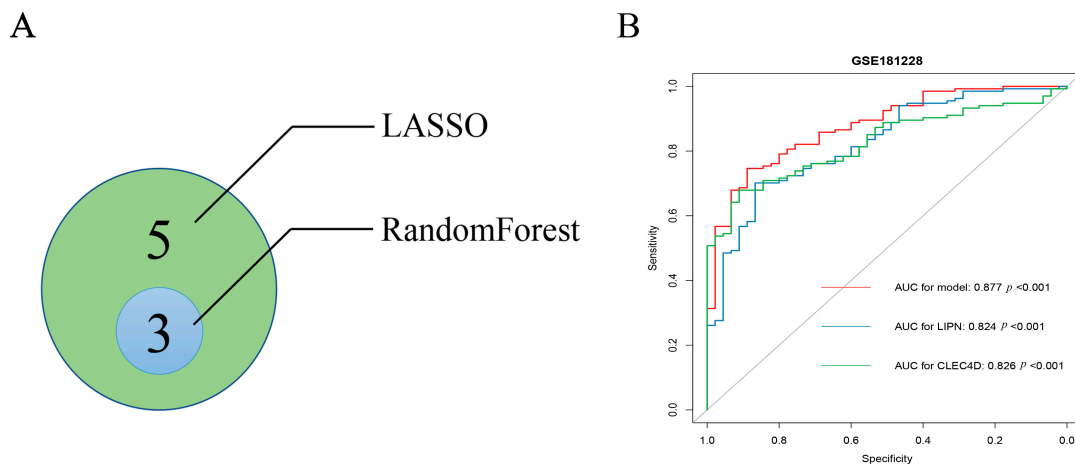 A
LASSO
5
RandomForest
3
B
GSE181228
1.0
0.8
0.6
0.4
0.2
0.0
Sensitivity
AUC for model: 0.877 p <0.001
AUC for LIPN: 0.824 p <0.001
AUC for CLEC4D: 0.826 p <0.001
1.0 0.8 0.6 0.4 0.2 0.0
Specificity